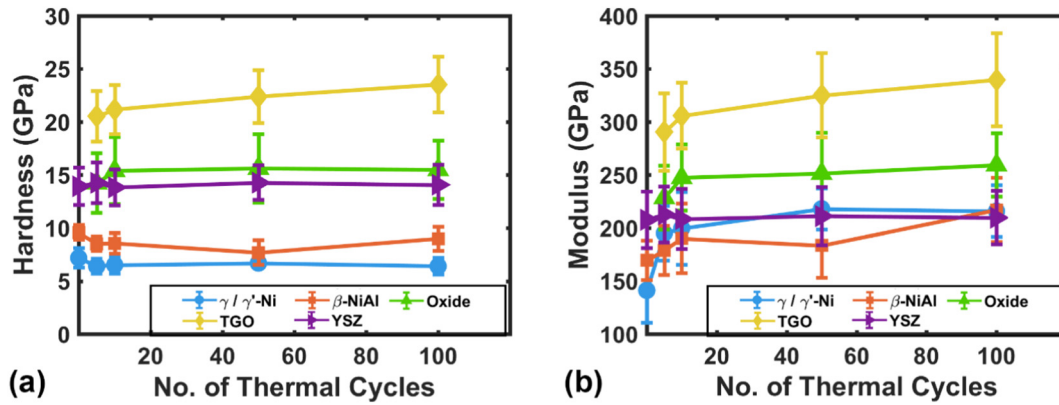 30
25
20
15
10
5
0
Hardness (GPa)
γ / γ'-Ni
β-NiAl
Oxide
TGO
YSZ
20
40
60
80
100
No. of Thermal Cycles
(a)
400
350
300
250
200
150
100
Modulus (GPa)
γ / γ'-Ni
β-NiAl
Oxide
TGO
YSZ
20
40
60
80
100
No. of Thermal Cycles
(b)